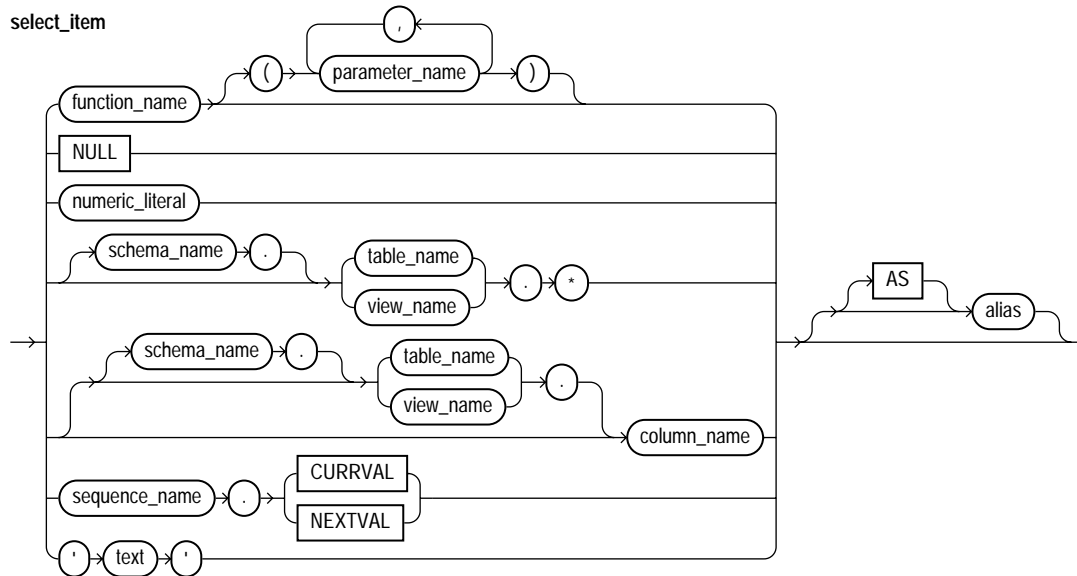 select_item
,
( parameter_name )
function_name
NULL
numeric_literal
schema_name . table_name
view_name . *
AS
alias
schema_name . table_name
view_name .
column_name
sequence_name . CURRVAL
NEXTVAL
' text '